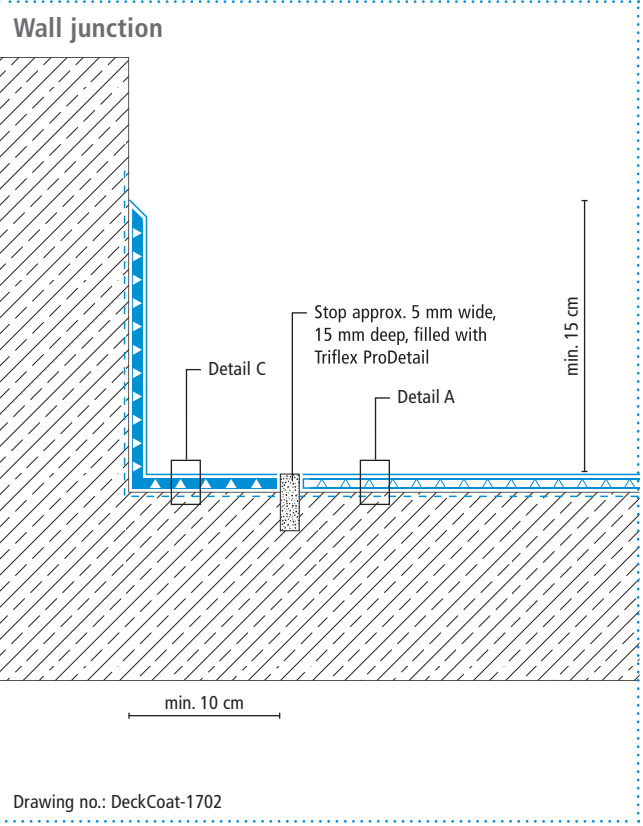 Wall junction
Stop approx. 5 mm wide,
15 mm deep, filled with
Triflex ProDetail
min. 15 cm
Detail C
Detail A
min. 10 cm
Drawing no.: DeckCoat-1702